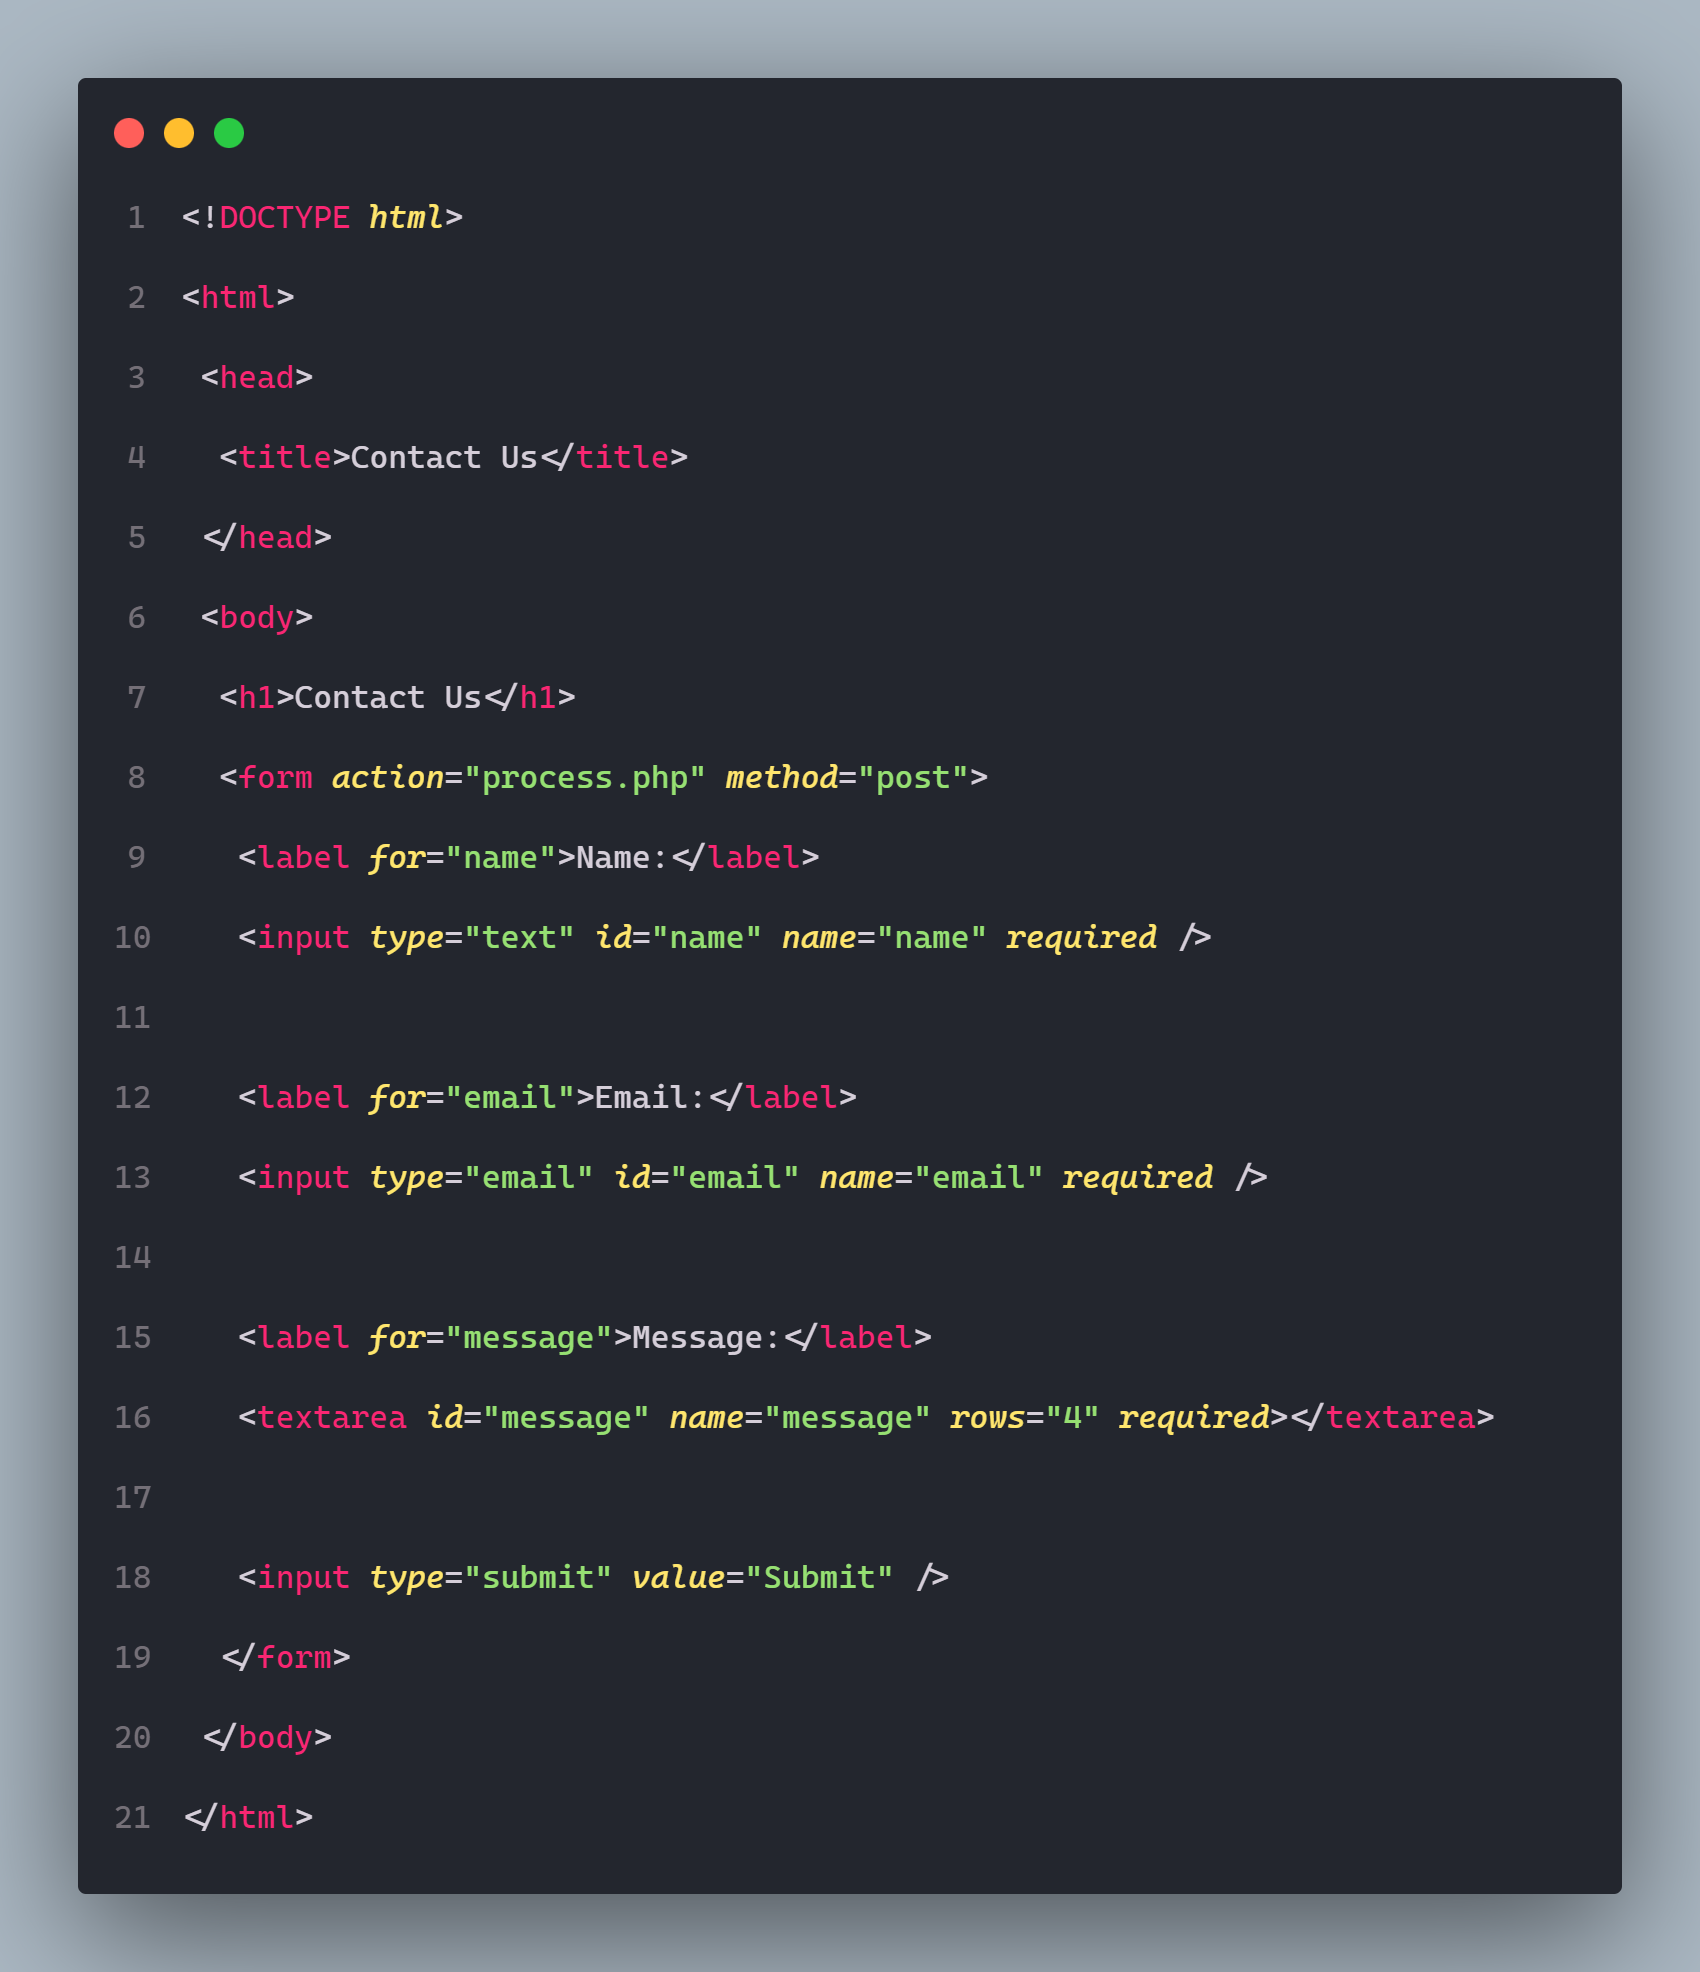 1 <!DOCTYPE html>
2 <html>
3  <head>
4   <title>Contact Us</title>
5  </head>
6  <body>
7   <h1>Contact Us</h1>
8   <form action="process.php" method="post">
9    <label for="name">Name:</label>
10    <input type="text" id="name" name="name" required />
11
12    <label for="email">Email:</label>
13    <input type="email" id="email" name="email" required />
14
15    <label for="message">Message:</label>
16    <textarea id="message" name="message" rows="4" required></textarea>
17
18    <input type="submit" value="Submit" />
19   </form>
20  </body>
21 </html>